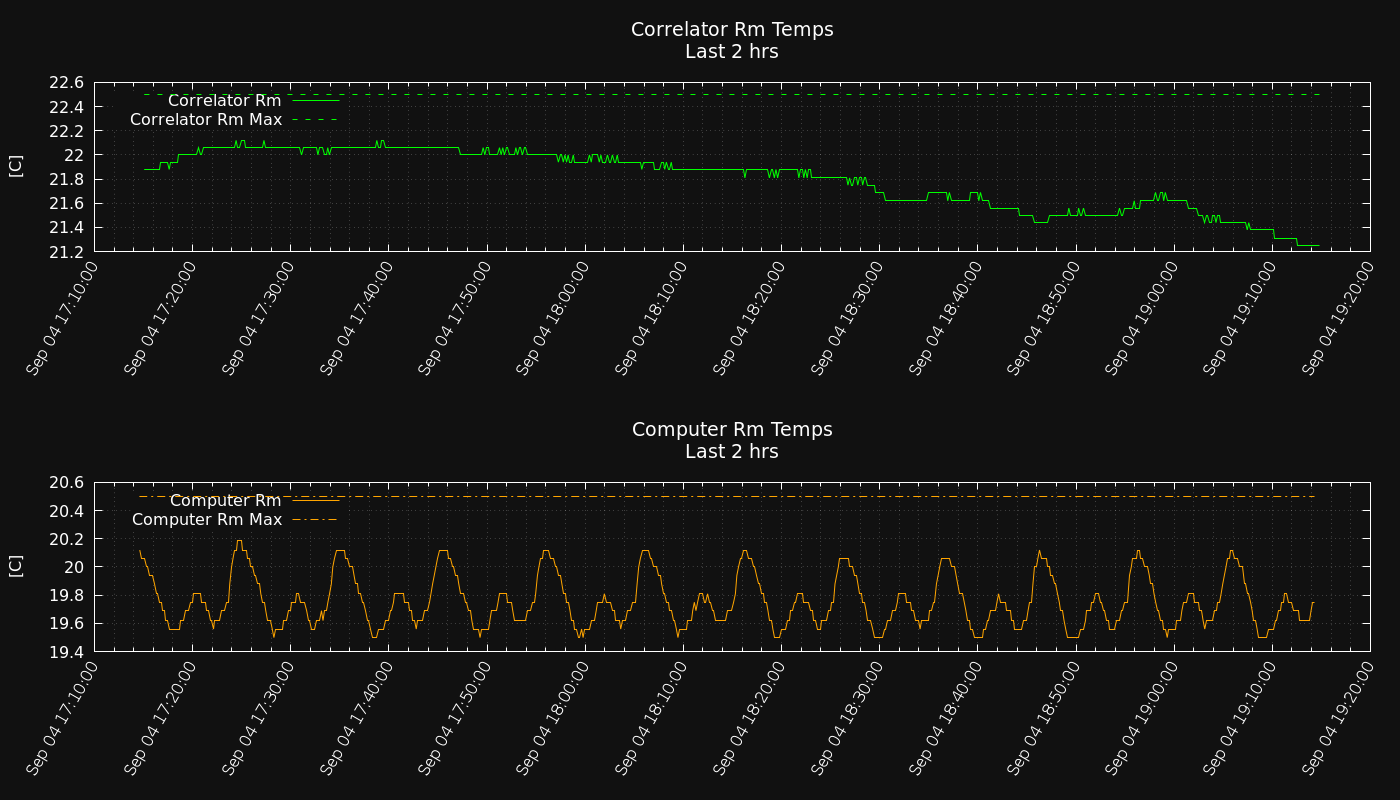 Correlator Rm Temps
Last 2 hrs
[C]
22.6
22.4
22.2
22
21.8
21.6
21.4
21.2
Correlator Rm
Correlator Rm Max
Sep 04 17:10:00
Sep 04 17:20:00
Sep 04 17:30:00
Sep 04 17:40:00
Sep 04 17:50:00
Sep 04 18:00:00
Sep 04 18:10:00
Sep 04 18:20:00
Sep 04 18:30:00
Sep 04 18:40:00
Sep 04 18:50:00
Sep 04 19:00:00
Sep 04 19:10:00
Sep 04 19:20:00
Computer Rm Temps
Last 2 hrs
[C]
20.6
20.4
20.2
20
19.8
19.6
19.4
Computer Rm
Computer Rm Max
Sep 04 17:10:00
Sep 04 17:20:00
Sep 04 17:30:00
Sep 04 17:40:00
Sep 04 17:50:00
Sep 04 18:00:00
Sep 04 18:10:00
Sep 04 18:20:00
Sep 04 18:30:00
Sep 04 18:40:00
Sep 04 18:50:00
Sep 04 19:00:00
Sep 04 19:10:00
Sep 04 19:20:00